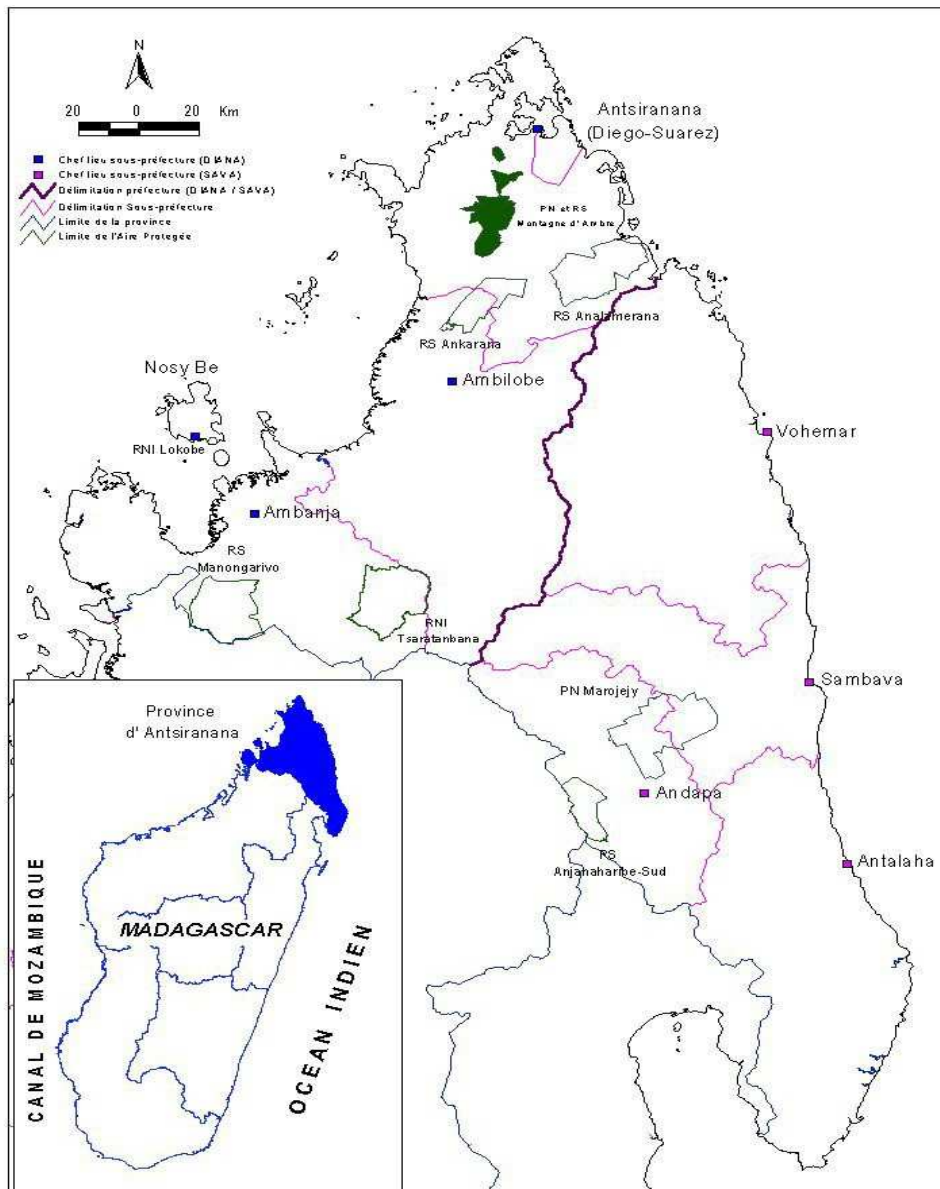 N
20 0 20 Km
Chef lieu sous-préfecture (DIANA)
Chef lieu sous-préfecture (SAVA)
Délimitation préfecture (DIANA / SAVA)
Délimitation Sous-préfecture
Limite de la province
Limite de l'Aire Protegée
Antsiranana
(Diego-Suarez)
PN et RS
Montagne d'Ambre
RS Analamerana
RS Ankarana
Ambilobe
Nosy Be
RNI Lokobe
Vohemar
Ambanja
RS
Manongarivo
RNI
Tsaratanbana
Sambava
PN Marojejy
Andapa
RS
Anjanaharibe-Sud
Antalaha
Province
d' Antsiranana
CANAL DE MOZAMBIQUE
MADAGASCAR
OCEAN INDIEN